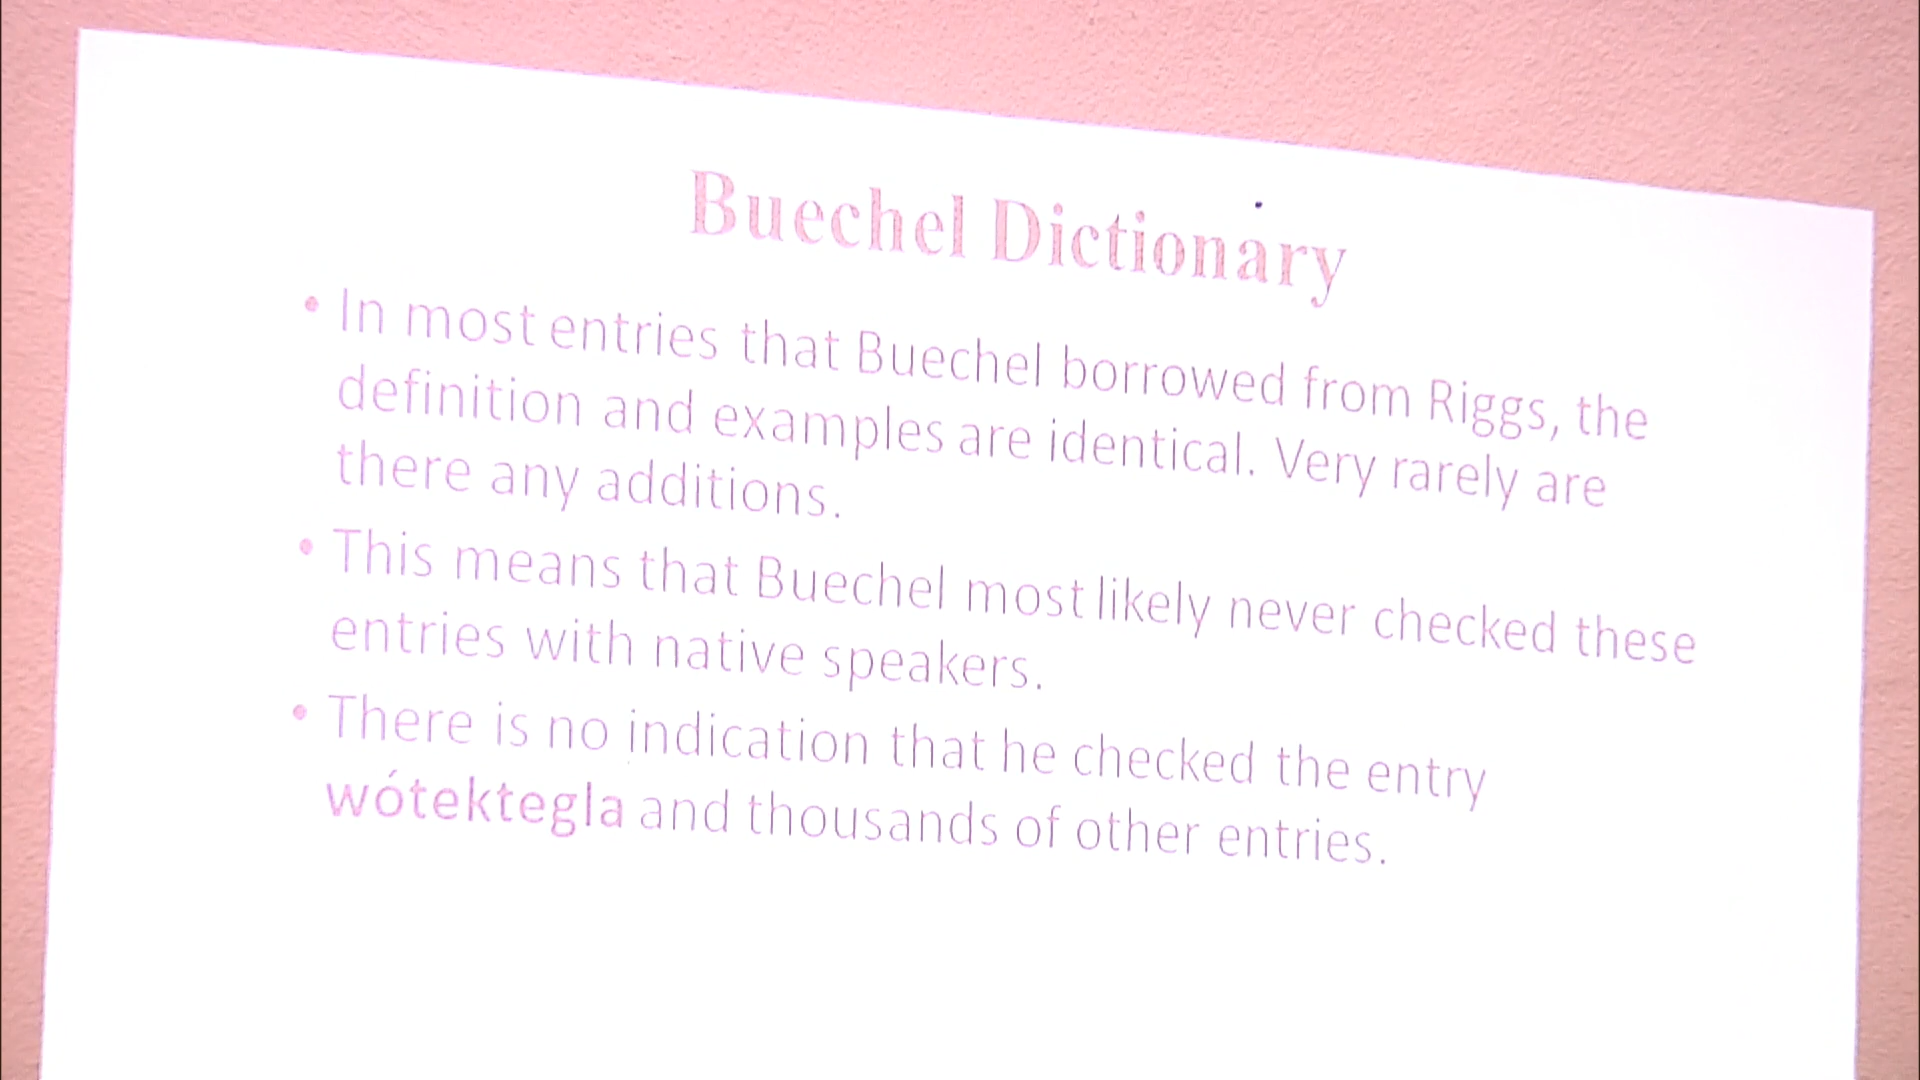 Buechel Dictionary
• In most entries that Buechel borrowed from Riggs, the
definition and examples are identical. Very rarely are
there any additions.
• This means that Buechel most likely never checked these
entries with native speakers.
• There is no indication that he checked the entry
wótektegla and thousands of other entries.